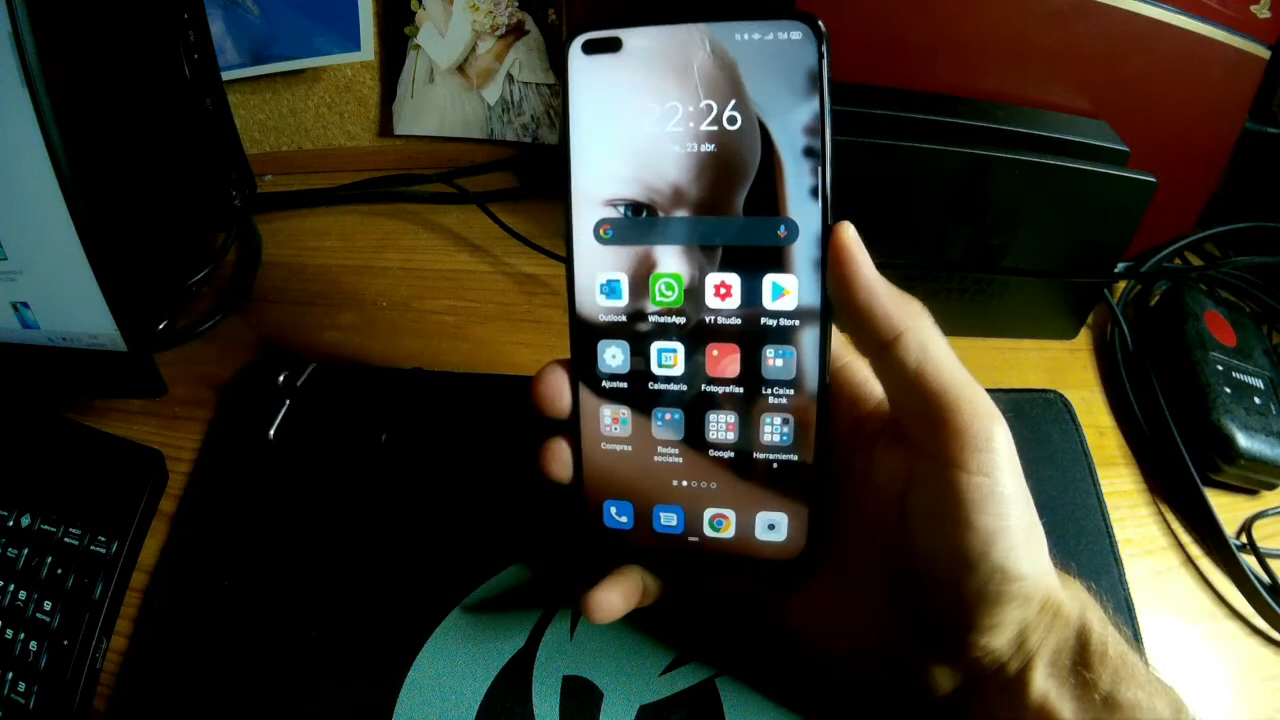 22:26
23 abr.
Outlook
WhatsApp
YT Studio
Play Store
Ajustes
31
Calendario
Fotografías
La Caixa
Bank
Compras
Redes
sociales
Google
Herramienta
s